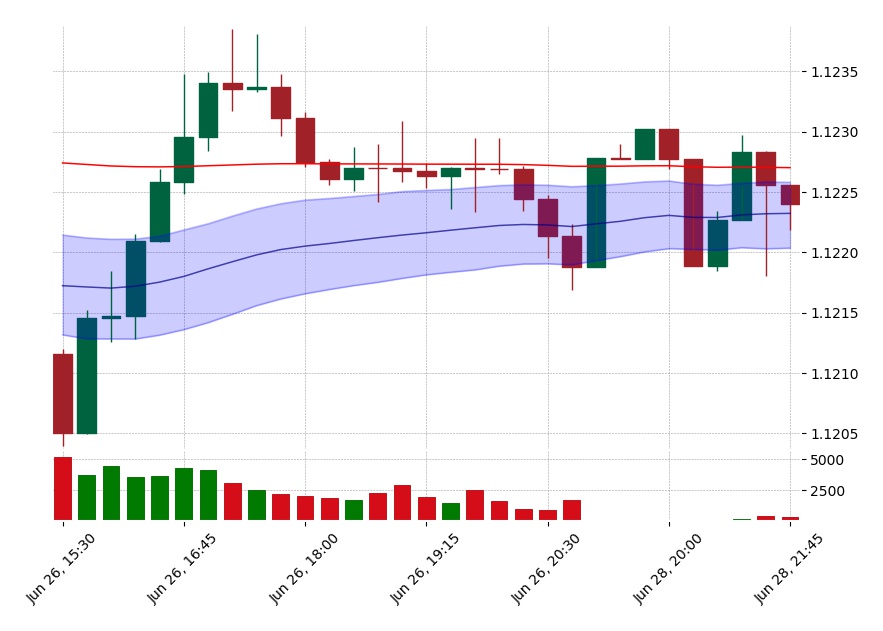 1.1235
1.1230
1.1225
1.1220
1.1215
1.1210
1.1205
5000
2500
Jun 26, 15:30
Jun 26, 16:45
Jun 26, 18:00
Jun 26, 19:15
Jun 26, 20:30
Jun 28, 20:00
Jun 28, 21:45